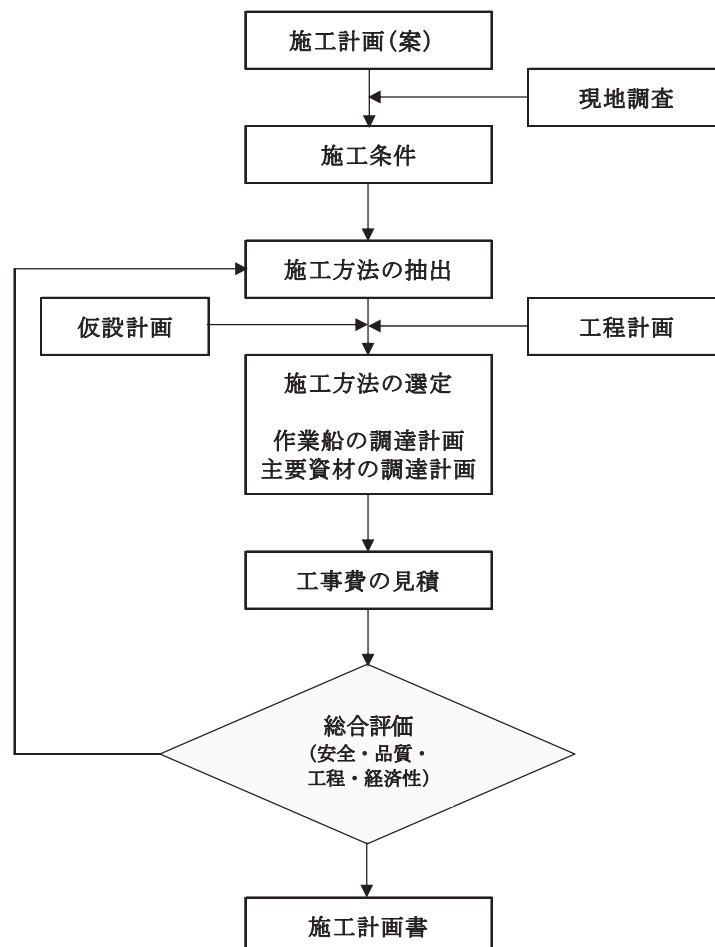 施工計画(案)
現地調査
施工条件
施工方法の抽出
仮設計画
工程計画
施工方法の選定
作業船の調達計画
主要資材の調達計画
工事費の見積
総合評価
(安全・品質・
工程・経済性)
施工計画書